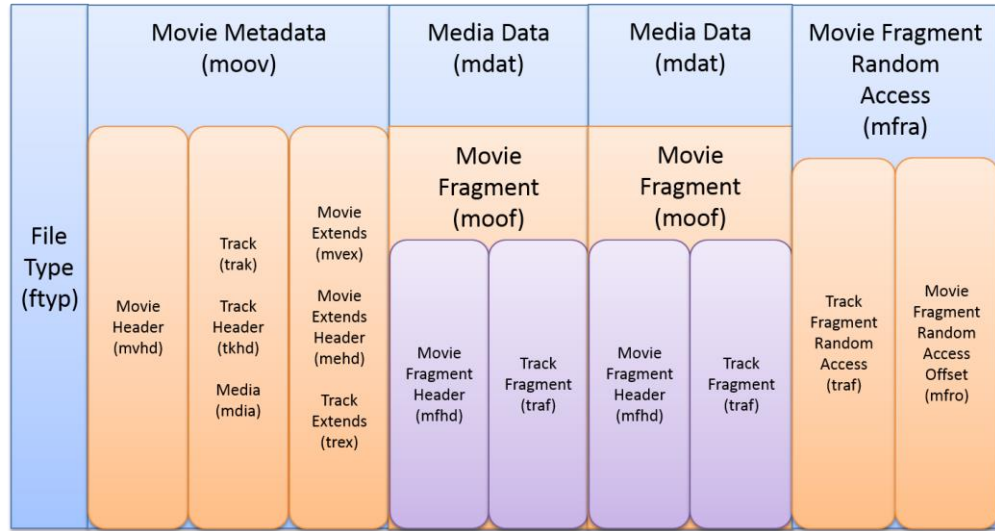 File
Type
(ftyp)
Movie Metadata
(moov)
Movie
Header
(mvhd)
Track
(trak)
Track
Header
(tkhd)
Media
(mdia)
Movie
Extends
(mvex)
Movie
Extends
Header
(mehd)
Track
Extends
(trex)
Media Data
(mdat)
Movie
Fragment
(moof)
Movie
Fragment
Header
(mfhd)
Track
Fragment
(traf)
Media Data
(mdat)
Movie
Fragment
(moof)
Movie
Fragment
Header
(mfhd)
Track
Fragment
(traf)
Movie Fragment
Random
Access
(mfra)
Track
Fragment
Random
Access
(traf)
Movie
Fragment
Random
Access
Offset
(mfro)